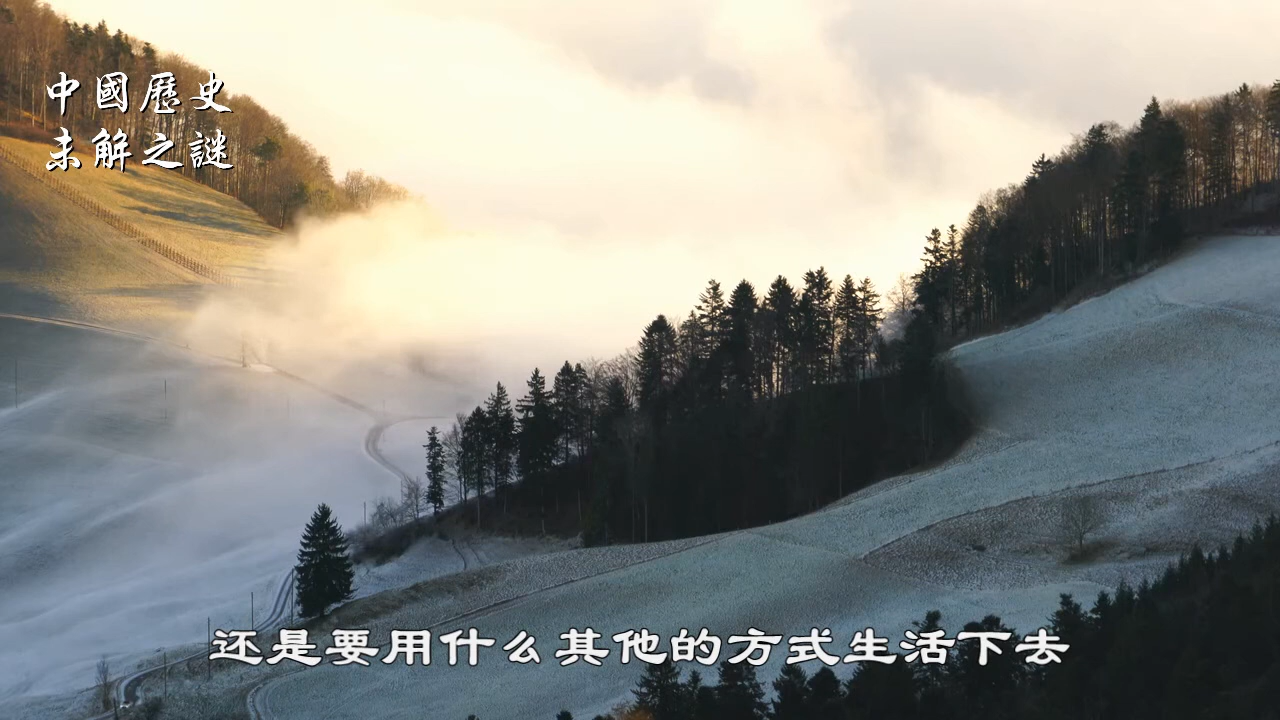 中國歷史
未解之謎
还是要用什么其他的方式生活下去